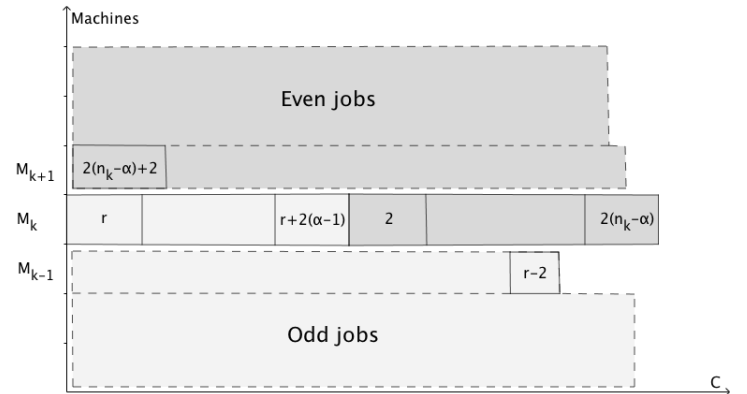 Machines
Even jobs
M_{k+1} 2(n_k-α)+2
M_k r r+2(α-1) 2 2(n_k-α)
M_{k-1} r-2
Odd jobs
C